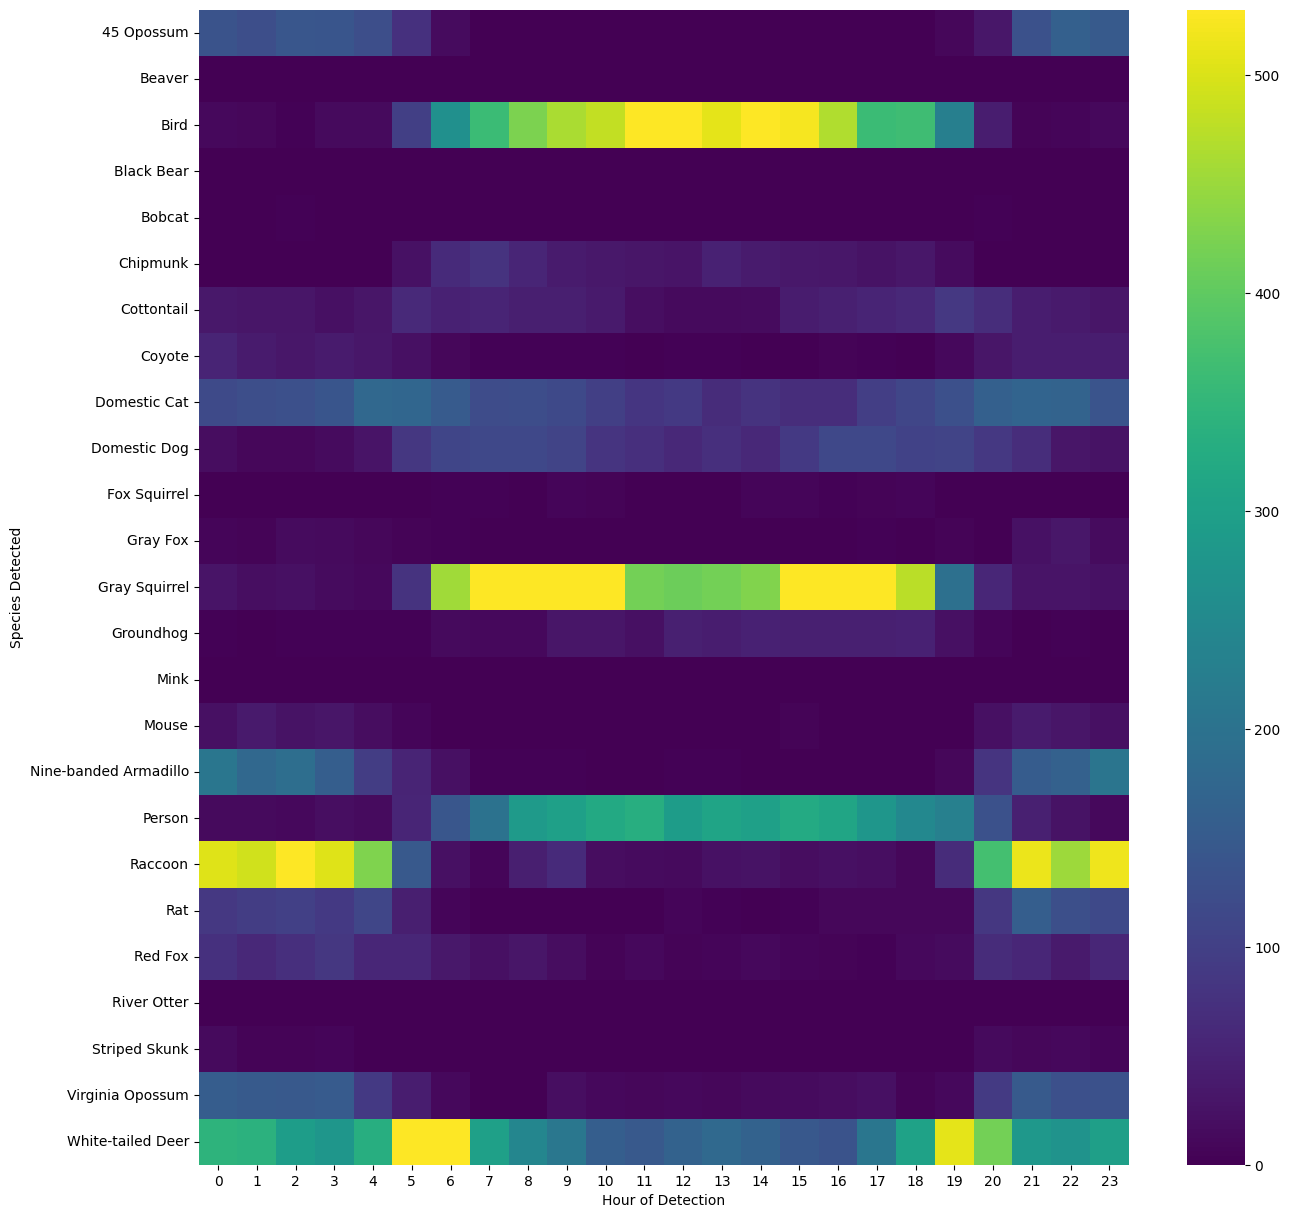 45 Opossum
Beaver
Bird
Black Bear
Bobcat
Chipmunk
Cottontail
Coyote
Domestic Cat
Domestic Dog
Fox Squirrel
Gray Fox
Gray Squirrel
Groundhog
Mink
Mouse
Nine-banded Armadillo
Person
Raccoon
Rat
Red Fox
River Otter
Striped Skunk
Virginia Opossum
White-tailed Deer
Species Detected
0 1 2 3 4 5 6 7 8 9 10 11 12 13 14 15 16 17 18 19 20 21 22 23
Hour of Detection
500
400
300
200
100
0